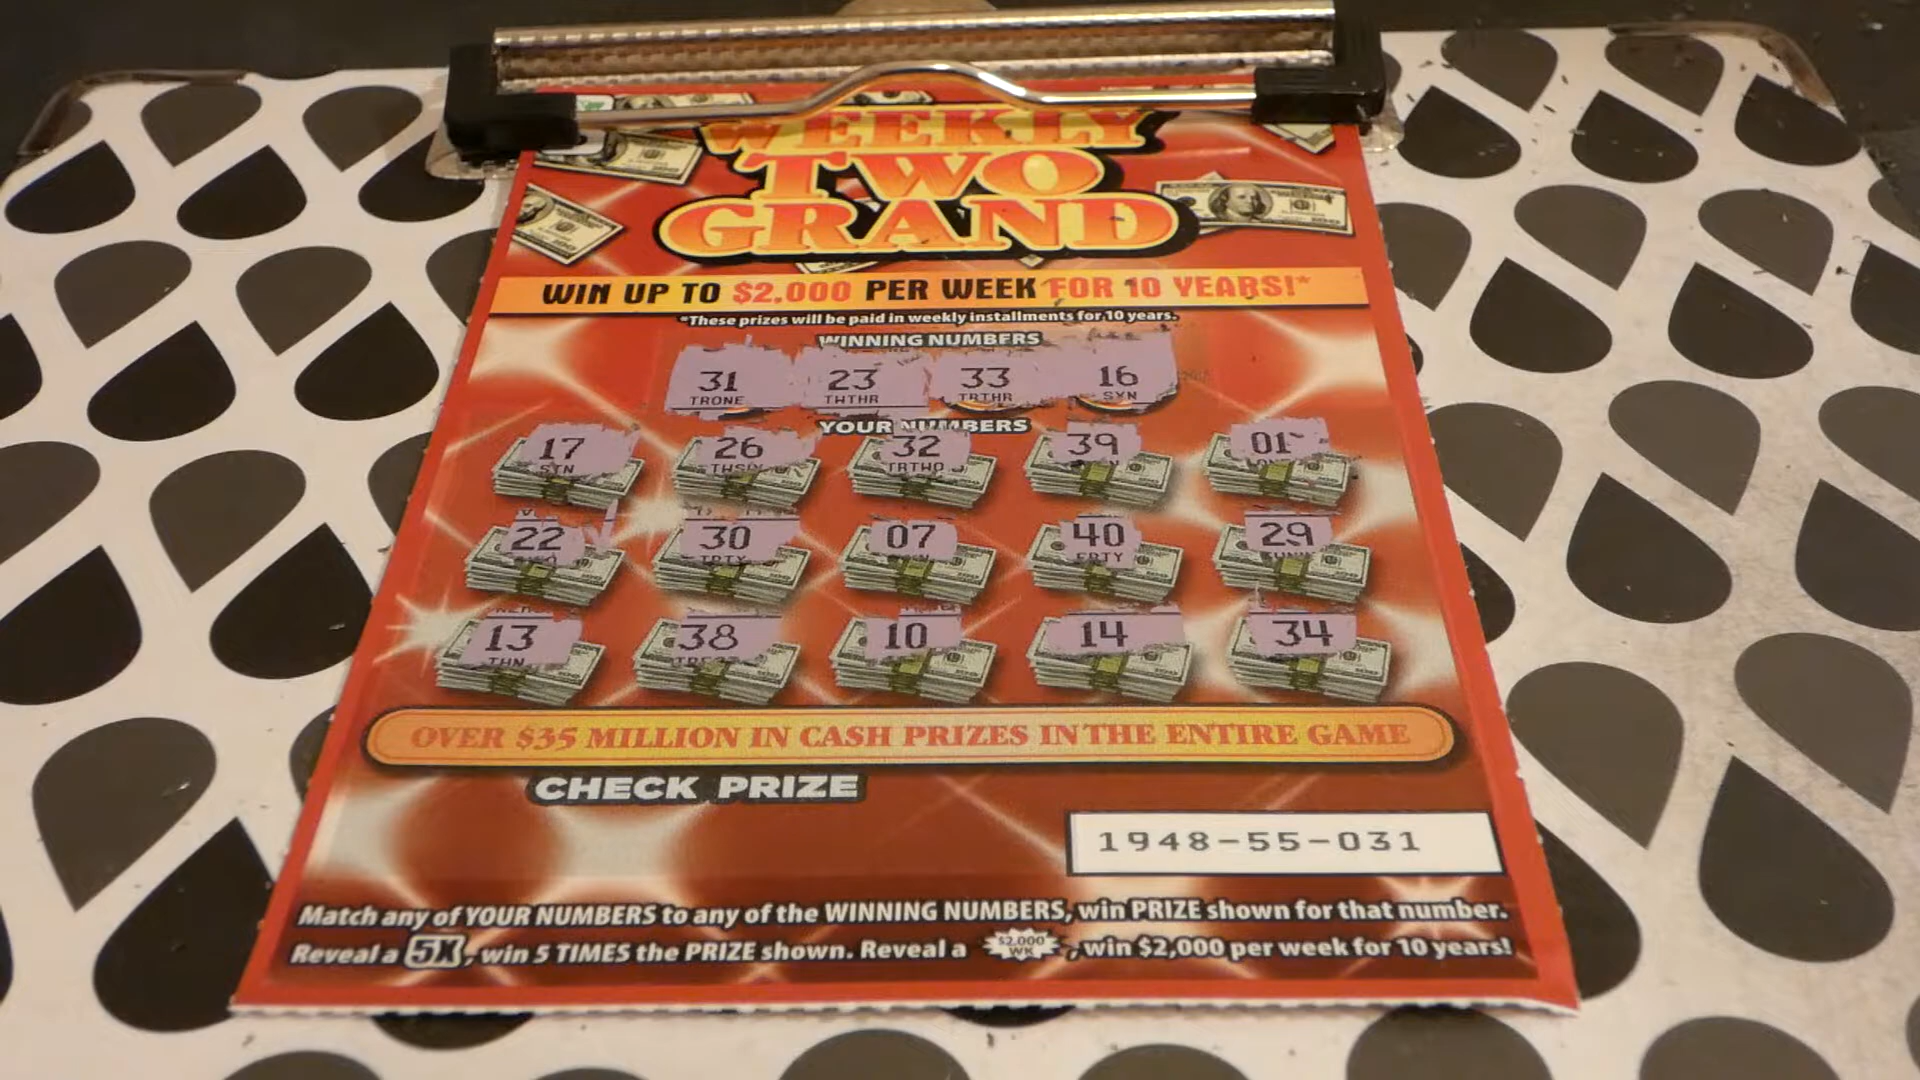 WEEKLY
TWO
GRAND
WIN UP TO $2,000 PER WEEK FOR 10 YEARS!*
*These prizes will be paid in weekly installments for 10 years.
WINNING NUMBERS
31 23 33 16
TRONE TWTHR TRTHR SXN
YOUR NUMBERS
17 26 32 39 01
STN TRTWO
22 30 07 40 29
TRTY FRTY
13 38 10 14 34
THN
OVER $35 MILLION IN CASH PRIZES IN THE ENTIRE GAME
CHECK PRIZE
1948-55-031
Match any of YOUR NUMBERS to any of the WINNING NUMBERS, win PRIZE shown for that number.
Reveal a 5X, win 5 TIMES the PRIZE shown. Reveal a $2,000 WK, win $2,000 per week for 10 years!